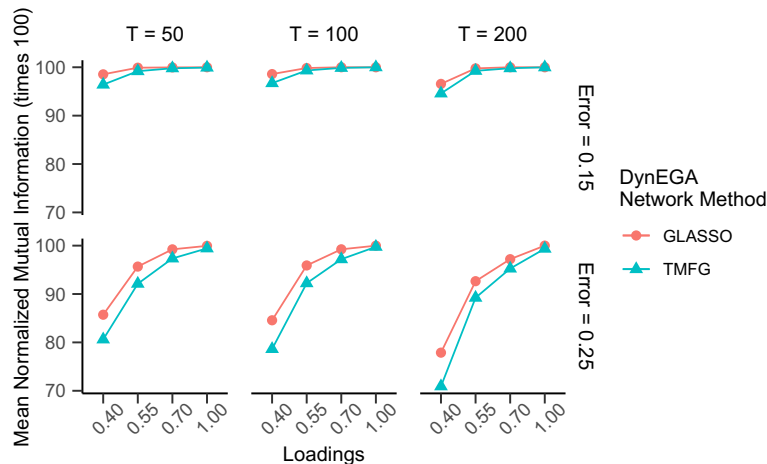 Mean Normalized Mutual Information (times 100)
T = 50
T = 100
T = 200
100
90
80
70
Error = 0.15
100
90
80
70
Error = 0.25
0.40
0.55
0.70
1.00
0.40
0.55
0.70
1.00
0.40
0.55
0.70
1.00
Loadings
DynEGA
Network Method
GLASSO
TMFG